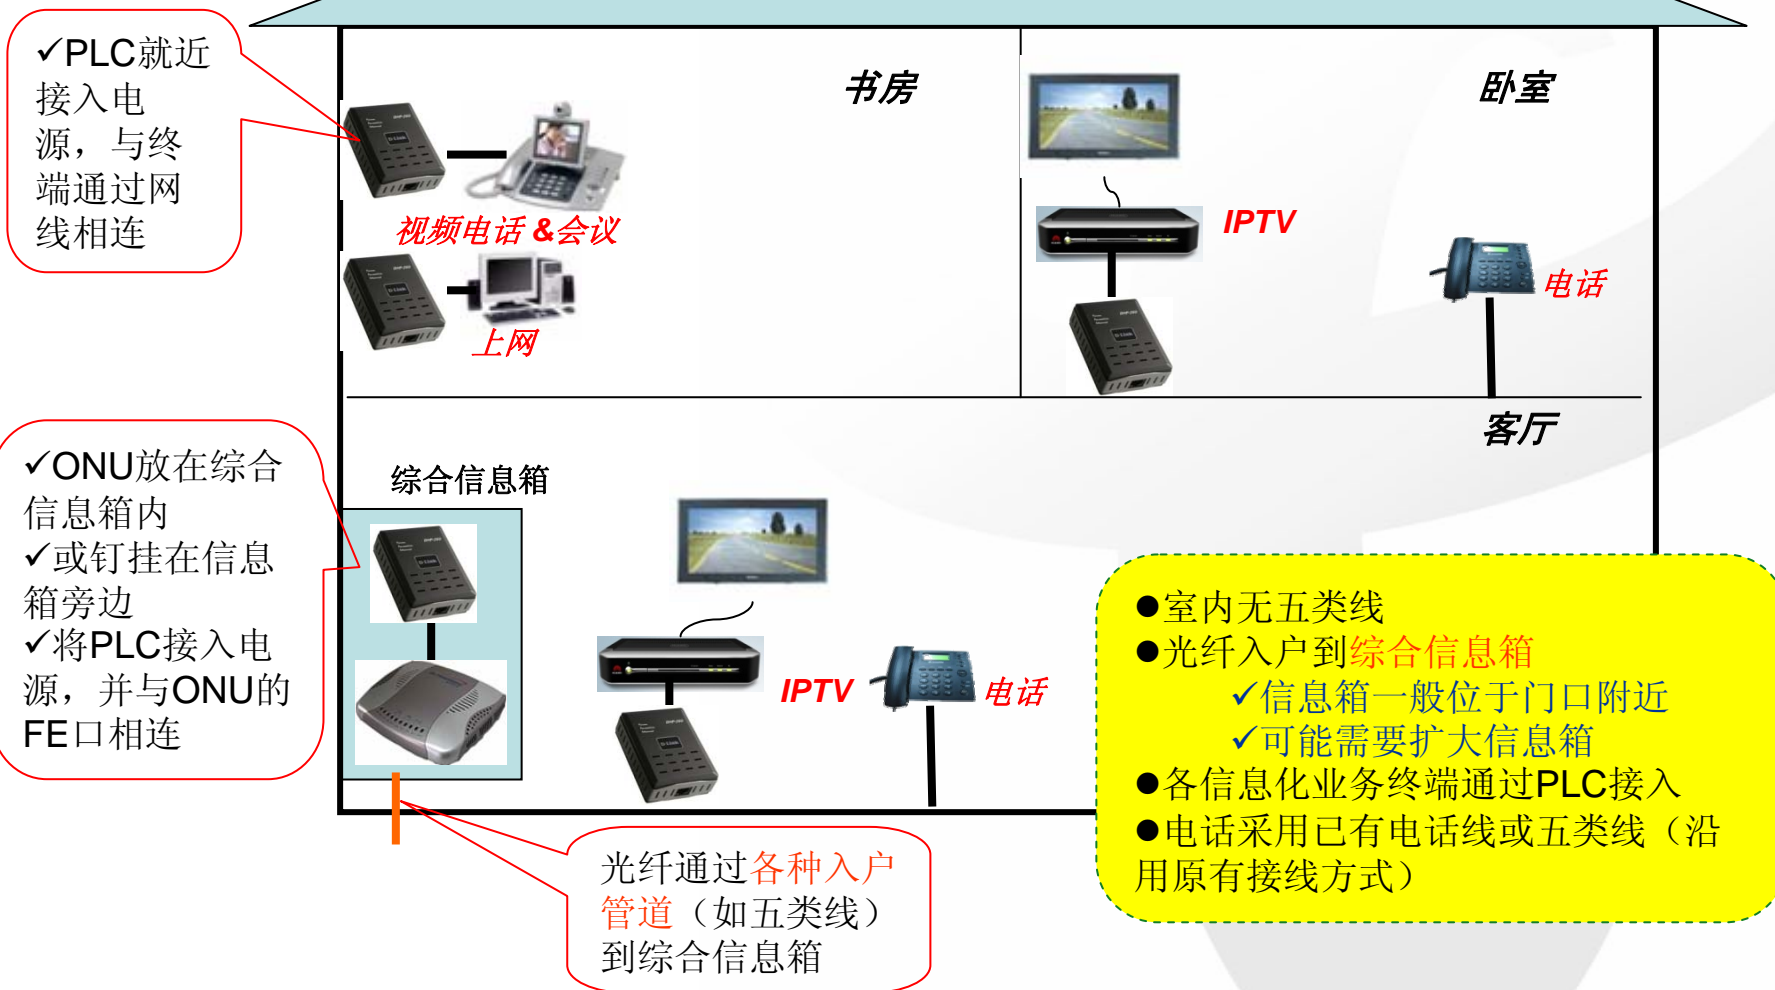 ✓PLC就近
接入电
源，与终
端通过网
线相连
书房
卧室
视频电话 &会议
IPTV
电话
上网
客厅
✓ONU放在综合
信息箱内
✓或钉挂在信息
箱旁边
✓将PLC接入电
源，并与ONU的
FE口相连
综合信息箱
IPTV
电话
●室内无五类线
●光纤入户到综合信息箱
✓信息箱一般位于门口附近
✓可能需要扩大信息箱
●各信息化业务终端通过PLC接入
●电话采用已有电话线或五类线（沿
用原有接线方式）
光纤通过各种入户
管道（如五类线）
到综合信息箱